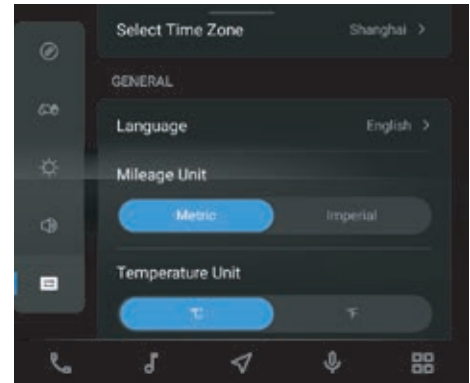 Select Time Zone Shanghai >
GENERAL
Language English >
Mileage Unit
Metric Imperial
Temperature Unit
℃ ℉